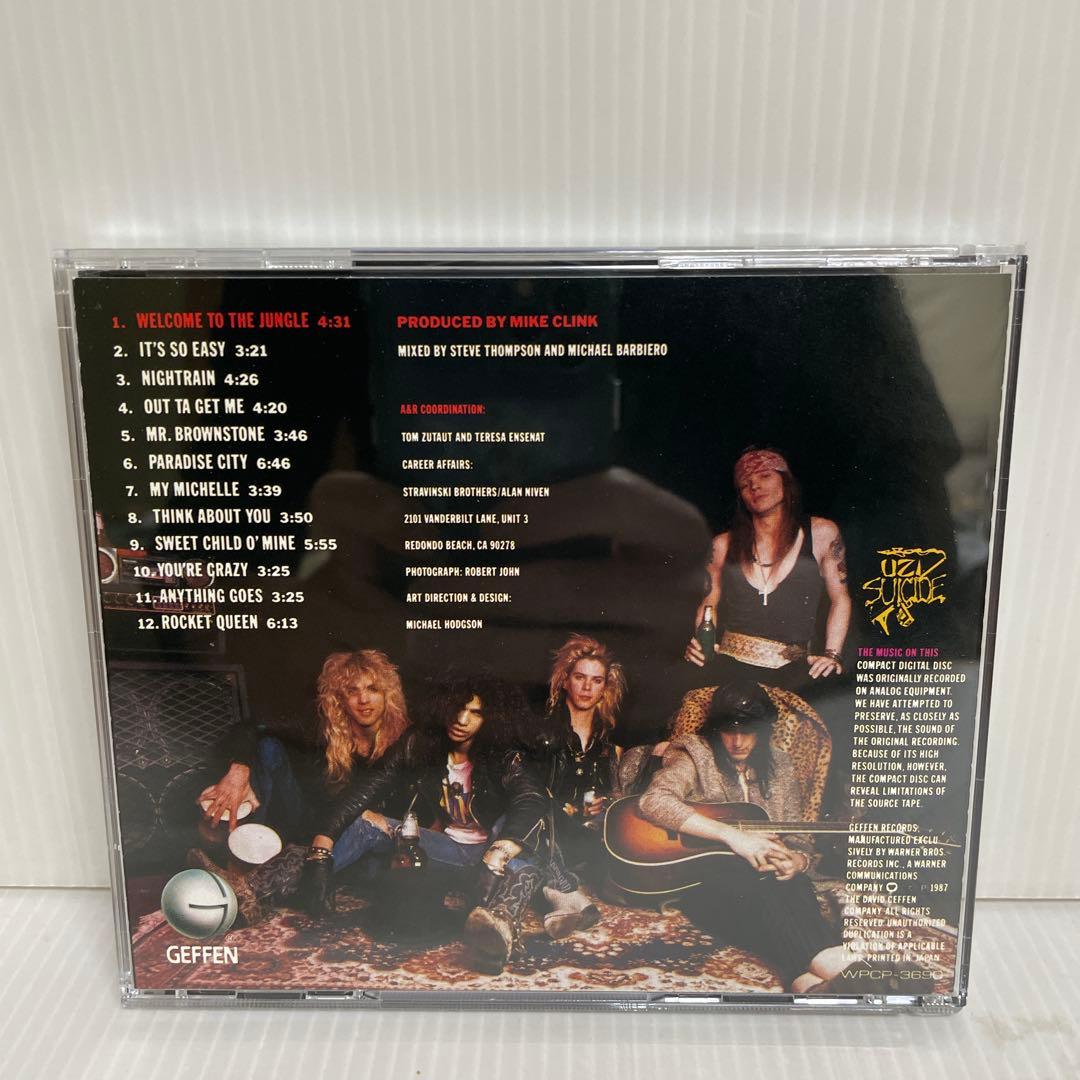 1. WELCOME TO THE JUNGLE 4:31
2. IT'S SO EASY 3:21
3. NIGHTRAIN 4:26
4. OUT TA GET ME 4:20
5. MR. BROWNSTONE 3:46
6. PARADISE CITY 6:46
7. MY MICHELLE 3:39
8. THINK ABOUT YOU 3:50
9. SWEET CHILD O' MINE 5:55
10. YOU'RE CRAZY 3:25
11. ANYTHING GOES 3:25
12. ROCKET QUEEN 6:13
PRODUCED BY MIKE CLINK
MIXED BY STEVE THOMPSON AND MICHAEL BARBIERO
A&R COORDINATION:
TOM ZUTAUT AND TERESA ENSENAT
CAREER AFFAIRS:
STRAVINSKI BROTHERS/ALAN NIVEN
2101 VANDERBILT LANE, UNIT 3
REDONDO BEACH, CA 90278
PHOTOGRAPH: ROBERT JOHN
ART DIRECTION & DESIGN:
MICHAEL HODGSON
UZI
SUICIDE
THE MUSIC ON THIS
COMPACT DIGITAL DISC
WAS ORIGINALLY RECORDED
ON ANALOG EQUIPMENT.
WE HAVE ATTEMPTED TO
PRESERVE, AS CLOSELY AS
POSSIBLE, THE SOUND OF
THE ORIGINAL RECORDING.
BECAUSE OF ITS HIGH
RESOLUTION, HOWEVER,
THE COMPACT DISC CAN
REVEAL LIMITATIONS OF
THE SOURCE TAPE.
GEFFEN RECORDS,
MANUFACTURED EXCLU
SIVELY BY WARNER BROS.
RECORDS INC., A WARNER
COMMUNICATIONS
COMPANY P 1987
THE DAVID GEFFEN
COMPANY. ALL RIGHTS
RESERVED. UNAUTHORIZED
DUPLICATION IS A
VIOLATION OF APPLICABLE
LAWS. PRINTED IN JAPAN
WPCP-3690
GEFFEN